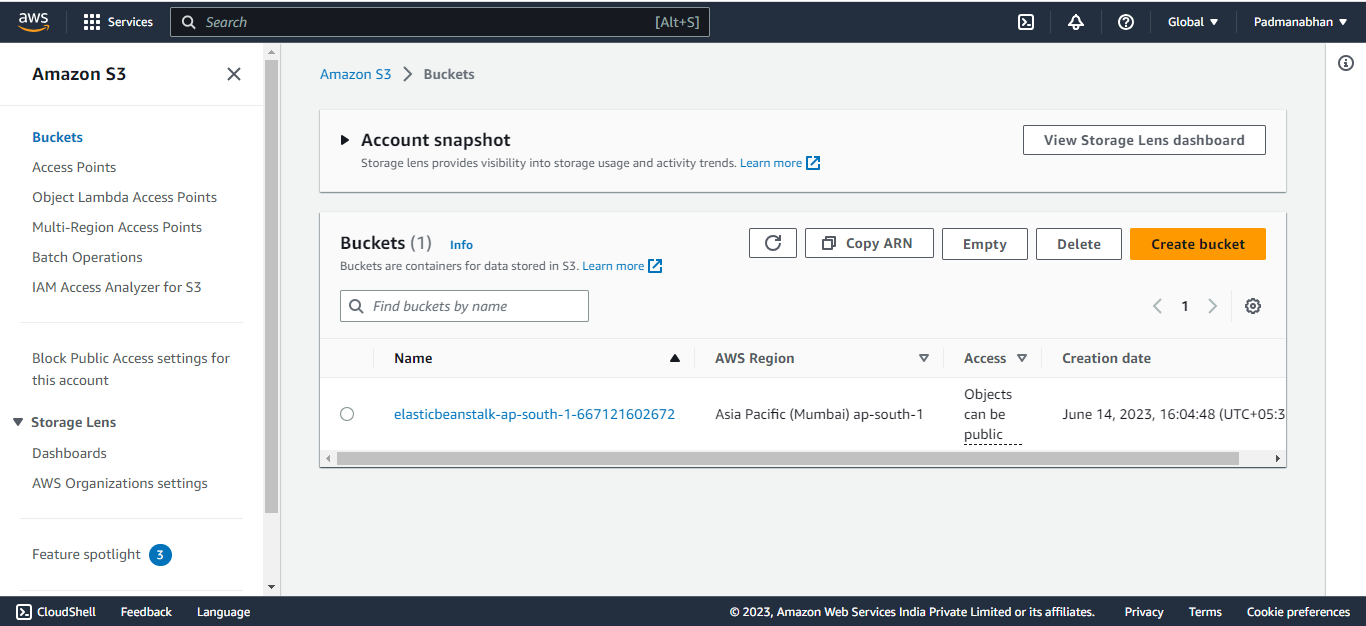 aws
Services
Search
[Alt+S]
Global
Padmanabhan
Amazon S3
Buckets
Access Points
Object Lambda Access Points
Multi-Region Access Points
Batch Operations
IAM Access Analyzer for S3
Block Public Access settings for
this account
Storage Lens
Dashboards
AWS Organizations settings
Feature spotlight 3
Amazon S3 > Buckets
Account snapshot
Storage lens provides visibility into storage usage and activity trends. Learn more
View Storage Lens dashboard
Buckets (1) Info
Buckets are containers for data stored in S3. Learn more
Copy ARN
Empty
Delete
Create bucket
Find buckets by name
1
Name
AWS Region
Access
Creation date
elasticbeanstalk-ap-south-1-667121602672
Asia Pacific (Mumbai) ap-south-1
Objects
can be
public
June 14, 2023, 16:04:48 (UTC+05:3
CloudShell
Feedback
Language
© 2023, Amazon Web Services India Private Limited or its affiliates.
Privacy
Terms
Cookie preferences